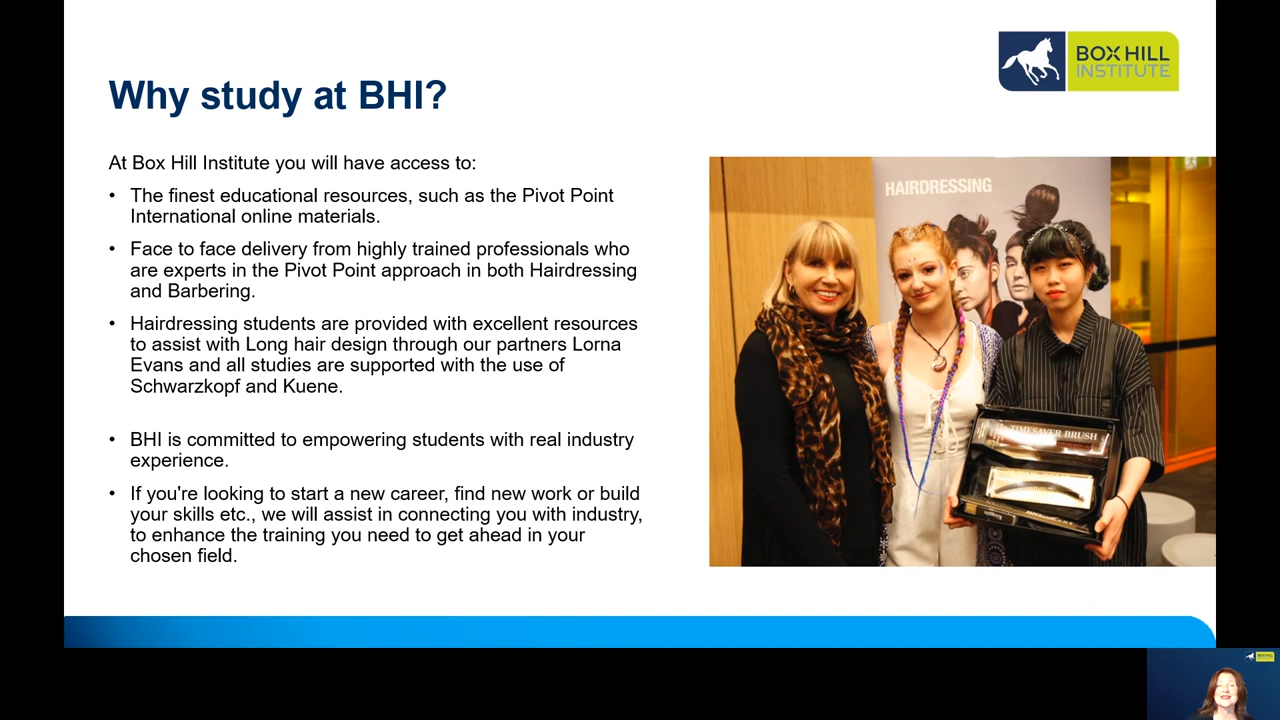 BOX HILL
INSTITUTE
Why study at BHI?
At Box Hill Institute you will have access to:
• The finest educational resources, such as the Pivot Point
International online materials.
• Face to face delivery from highly trained professionals who
are experts in the Pivot Point approach in both Hairdressing
and Barbering.
• Hairdressing students are provided with excellent resources
to assist with Long hair design through our partners Lorna
Evans and all studies are supported with the use of
Schwarzkopf and Kuene.
• BHI is committed to empowering students with real industry
experience.
• If you're looking to start a new career, find new work or build
your skills etc., we will assist in connecting you with industry,
to enhance the training you need to get ahead in your
chosen field.
HAIRDRESSING
TIMESAVER BRUSH
BOX HILL